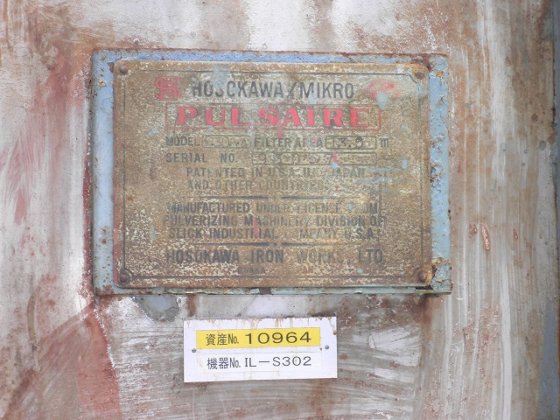 HOSOKAWA/MIKRO
PULSAIRE
MODEL FILTER AREA m
SERIAL NO.
PATENTED IN U.S.A. JAPAN
AND OTHER COUNTRIES
MANUFACTURED UNDER LICENSE FROM
PULVERIZING MACHINERY DIVISION OF
SLICK INDUSTRIAL COMPANY U.S.A.
HOSOKAWA IRON WORKS, LTD.
資産No. 10964
機器No. IL-S302